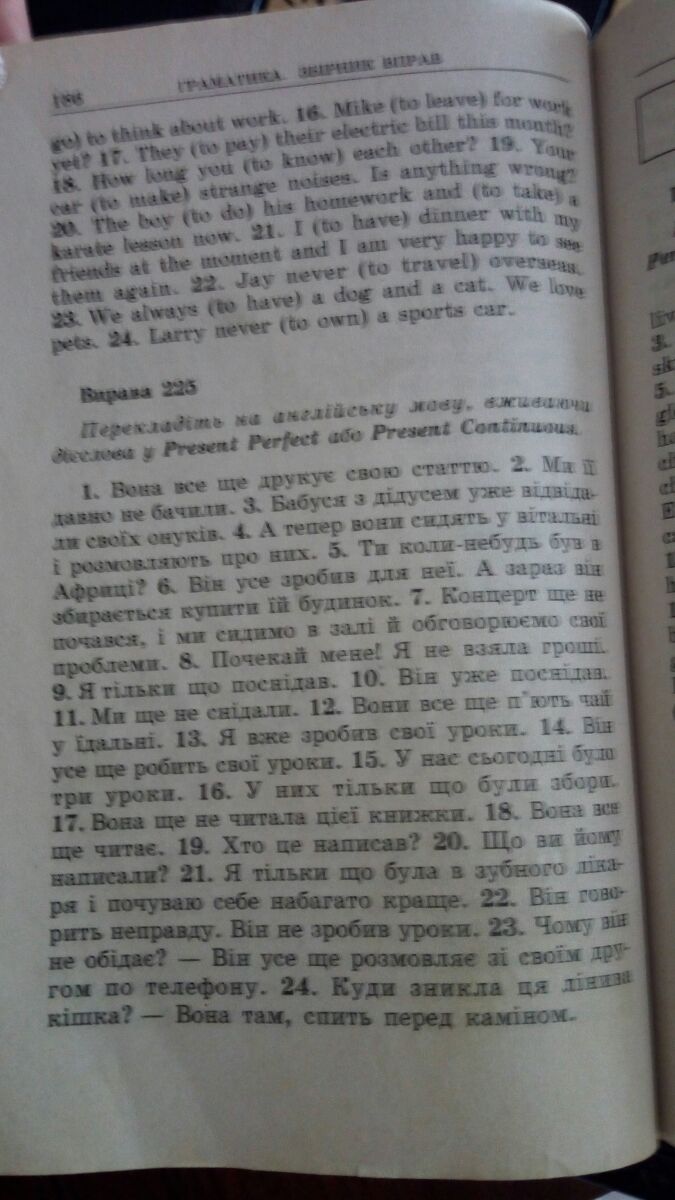 186 ГРАМАТИКА. ЗБІРНИК ВПРАВ
go) to think about work. 16. Mike (to leave) for work
yet? 17. They (to pay) their electric bill this month?
18. How long you (to know) each other? 19. Your
car (to make) strange noises. Is anything wrong?
20. The boy (to do) his homework and (to take) a
karate lesson now. 21. I (to have) dinner with my
friends at the moment and I am very happy to see
them again. 22. Jay never (to travel) overseas.
23. We always (to have) a dog and a cat. We love
pets. 24. Larry never (to own) a sports car.
Вправа 225
Перекладіть на англійську мову, вживаючи
дієслова у Present Perfect або Present Continuous.
1. Вона все ще друкує свою статтю. 2. Ми її
давно не бачили. 3. Бабуся з дідусем уже відвіда-
ли своїх онуків. 4. А тепер вони сидять у вітальні
і розмовляють про них. 5. Ти коли-небудь був в
Африці? 6. Він усе зробив для неї. А зараз він
збирається купити їй будинок. 7. Концерт ще не
почався, і ми сидимо в залі й обговорюємо свої
проблеми. 8. Почекай мене! Я не взяла гроші.
9. Я тільки що поснідав. 10. Він уже поснідав.
11. Ми ще не снідали. 12. Вони все ще п'ють чай
у їдальні. 13. Я вже зробив свої уроки. 14. Він
усе ще робить свої уроки. 15. У нас сьогодні було
три уроки. 16. У них тільки що були збори.
17. Вона ще не читала цієї книжки. 18. Вона все
ще читає. 19. Хто це написав? 20. Що ви йому
написали? 21. Я тільки що була в зубного ліка-
ря і почуваю себе набагато краще. 22. Він гово-
рить неправду. Він не зробив уроки. 23. Чому він
не обідає? — Він усе ще розмовляє зі своїм дру-
гом по телефону. 24. Куди зникла ця лінива
кішка? — Вона там, спить перед каміном.